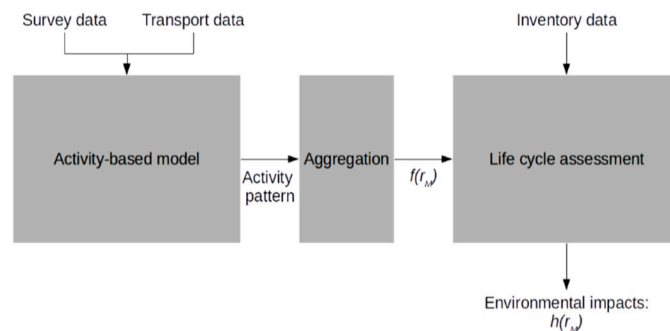 Survey data
Transport data
Inventory data
Activity-based model
Aggregation
Life cycle assessment
Activity
pattern
f(r_M)
Environmental impacts:
h(r_M)